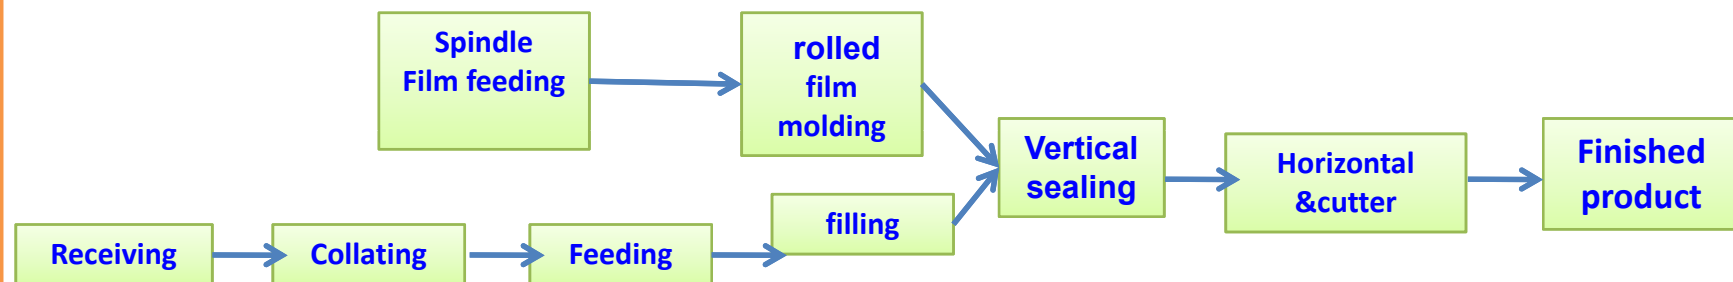 Spindle
Film feeding
rolled
film
molding
Vertical
sealing
Horizontal
&cutter
Finished
product
filling
Receiving
Collating
Feeding